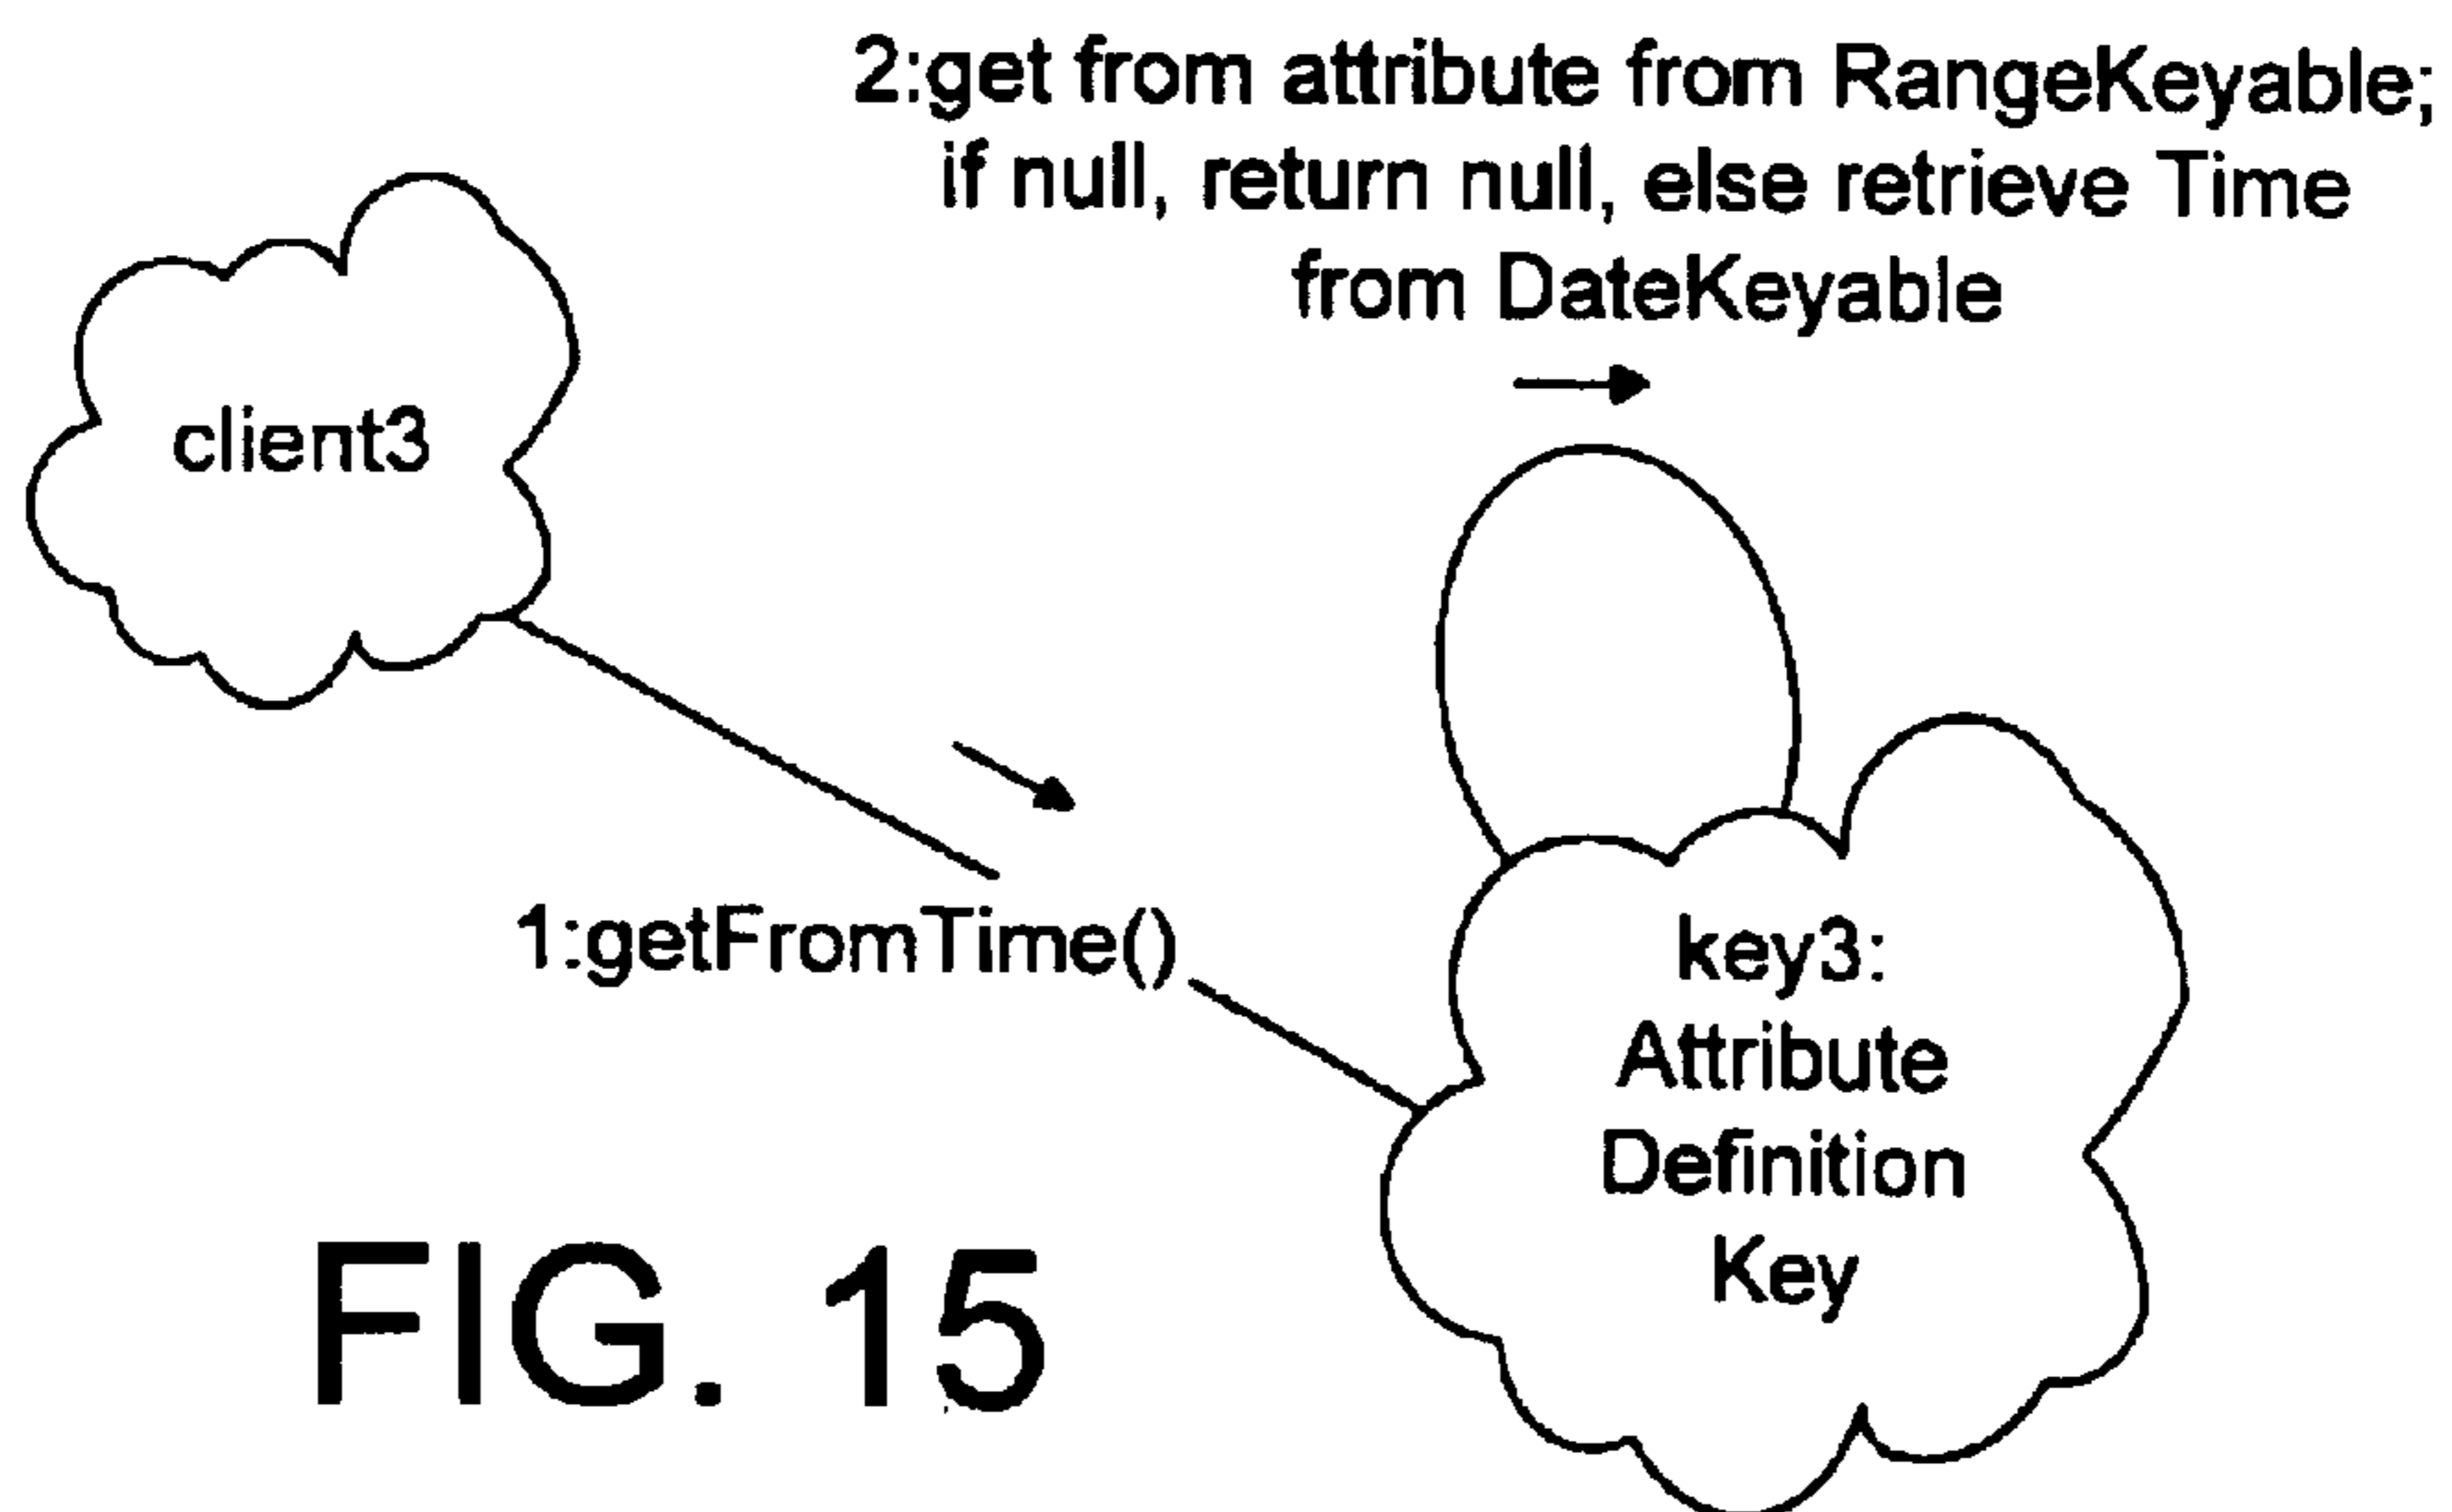 2:get from attribute from RangeKeyable;
if null, return null, else retrieve Time
from DateKeyable
client3
1:getFromTime()
key3:
Attribute
Definition
Key
FIG. 15